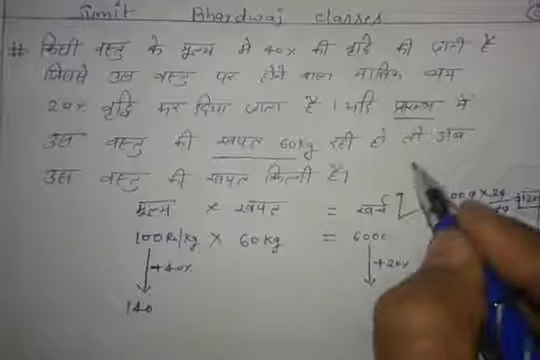 Sumit Bhardwaj classes
# किसी वस्तु के मूल्य में 40% की वृद्धि की जाती है
जिससे उस वस्तु पर होने वाला मासिक व्यय
20% वृद्धि कर दिया जाता है। यदि प्रारम्भ में
उस वस्तु की खपत 60kg रही हो तो अब
उस वस्तु की खपत कितनी है।
मूल्य × खपत = खर्च
100Rs/kg × 60kg = 6000
+40% +20%
140